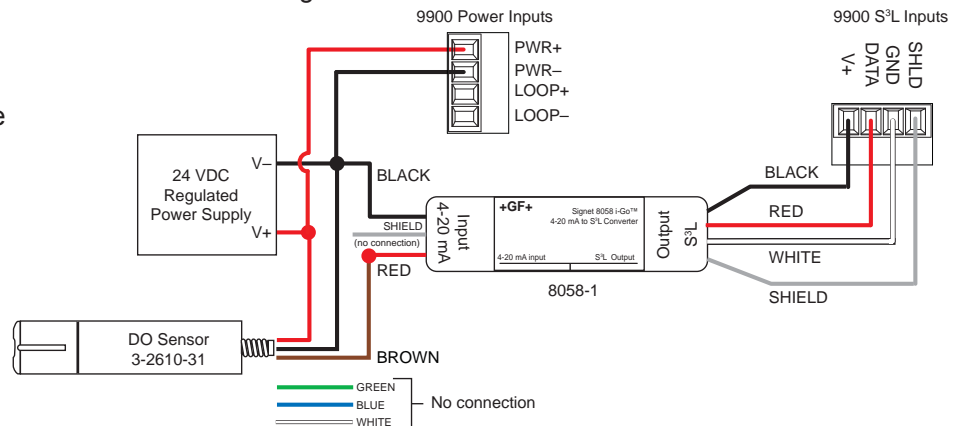 9900 Power Inputs
PWR+
PWR–
LOOP+
LOOP–
9900 S³L Inputs
V+
DATA
GND
SHLD
e
24 VDC
Regulated
Power Supply
V–
V+
BLACK
SHIELD
(no connection)
RED
Input
4-20 mA
+GF+
Signet 8058 i-Go™
4-20 mA to S³L Converter
4-20 mA input
S³L Output
Output
S³L
8058-1
BLACK
RED
WHITE
SHIELD
DO Sensor
3-2610-31
BROWN
GREEN
BLUE
WHITE
No connection